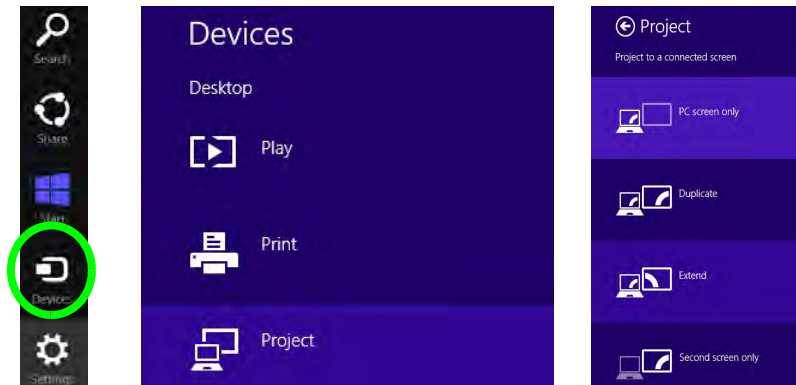 Search
Share
Start
Devices
Settings
Devices
Desktop
Play
Print
Project
Project
Project to a connected screen
PC screen only
Duplicate
Extend
Second screen only